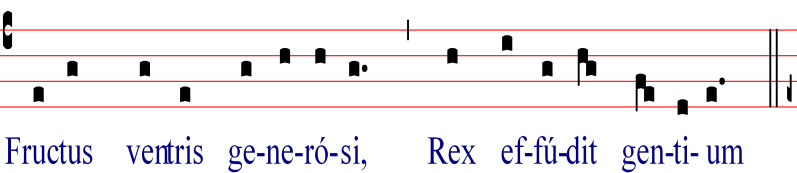 Fructus ventris ge-ne-ró-si, Rex ef-fú-dit gen-ti-um